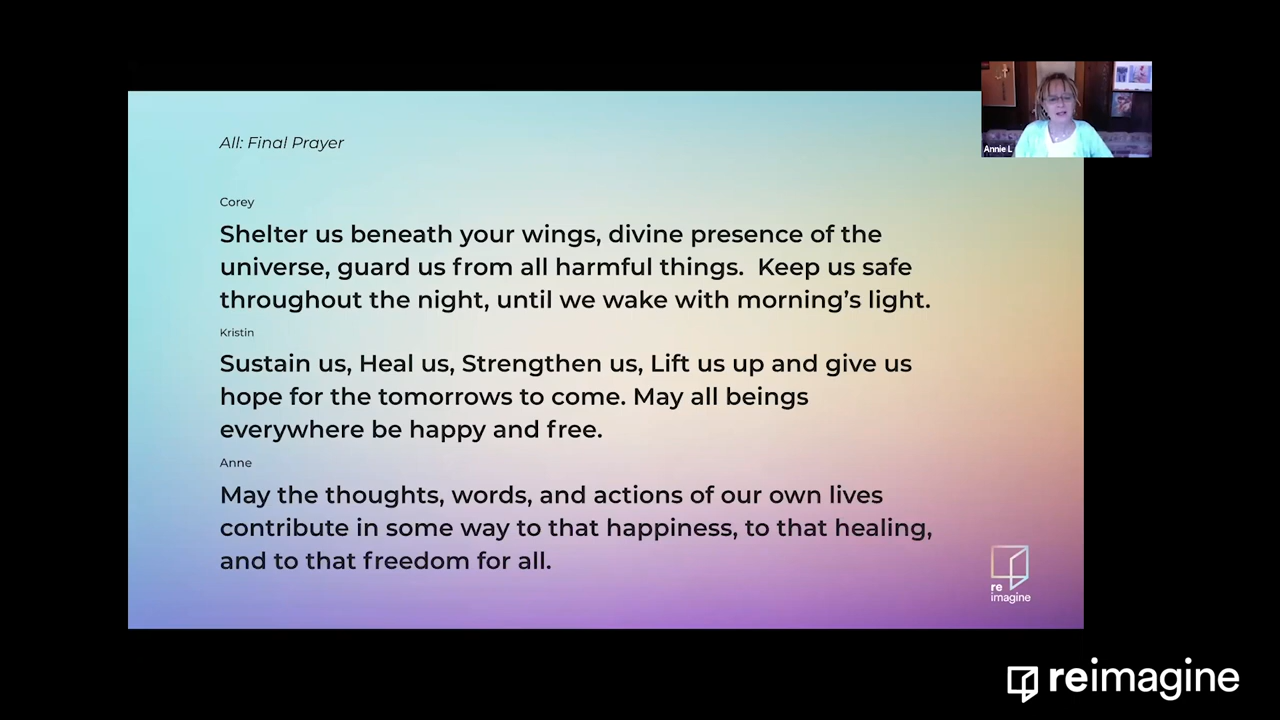 All: Final Prayer
Corey
Shelter us beneath your wings, divine presence of the
universe, guard us from all harmful things.  Keep us safe
throughout the night, until we wake with morning’s light.
Kristin
Sustain us, Heal us, Strengthen us, Lift us up and give us
hope for the tomorrows to come. May all beings
everywhere be happy and free.
Anne
May the thoughts, words, and actions of our own lives
contribute in some way to that happiness, to that healing,
and to that freedom for all.
Annie L
re
imagine
reimagine